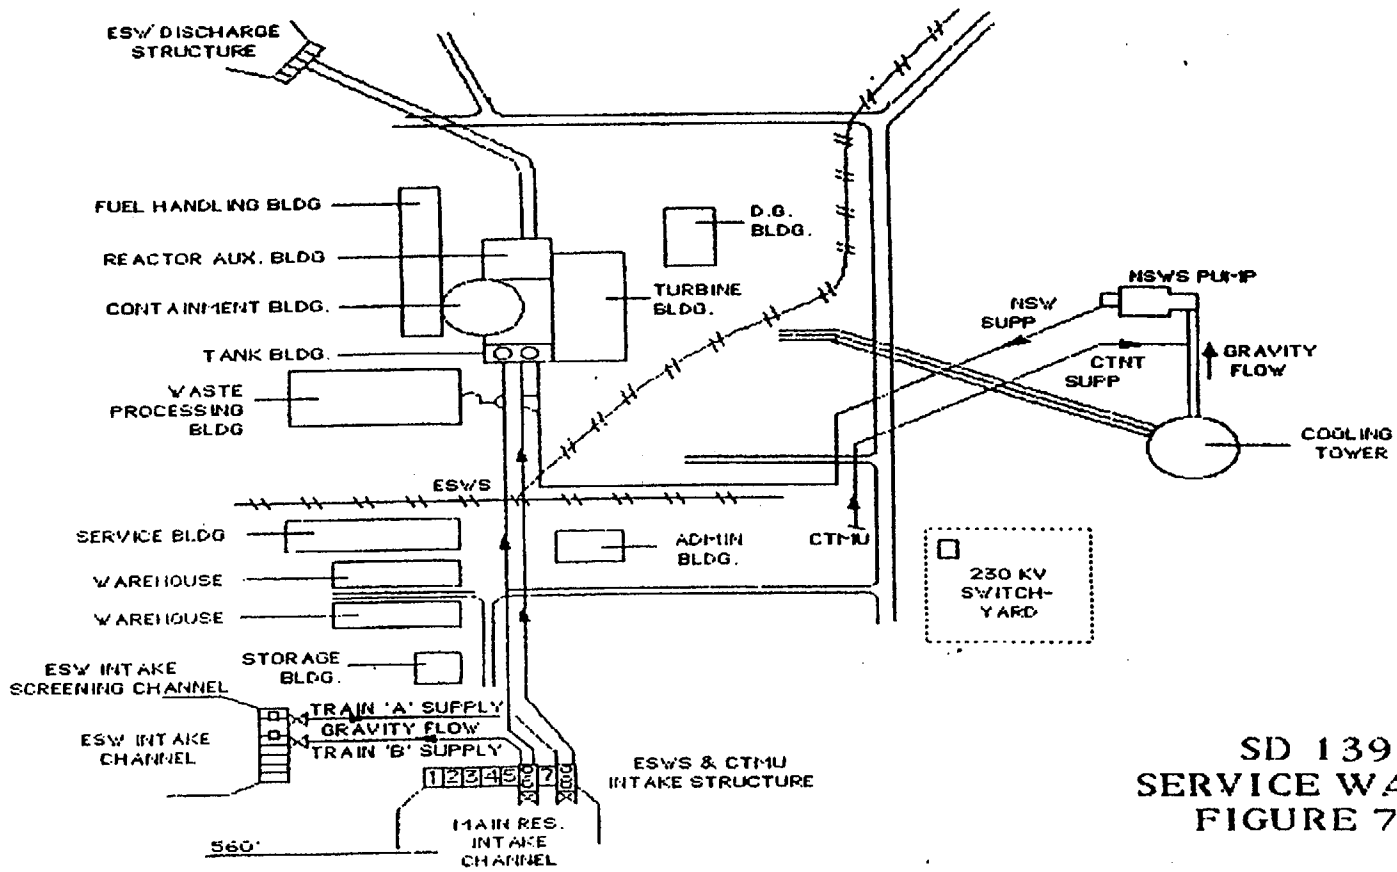 ESW DISCHARGE
STRUCTURE
FUEL HANDLING BLDG
REACTOR AUX. BLDG
CONTAINMENT BLDG.
TANK BLDG.
WASTE
PROCESSING
BLDG
D.G.
BLDG.
TURBINE
BLDG.
NSWS PUMP
NSW
SUPP
CTNT
SUPP
GRAVITY
FLOW
COOLING
TOWER
ESWS
SERVICE BLDG
WAREHOUSE
WAREHOUSE
STORAGE
BLDG.
ADMIN
BLDG.
CTMU
230 KV
SWITCH-
YARD
ESW INTAKE
SCREENING CHANNEL
ESW INTAKE
CHANNEL
TRAIN 'A' SUPPLY
GRAVITY FLOW
TRAIN 'B' SUPPLY
1 2 3 4 5 7
ESWS & CTMU
INTAKE STRUCTURE
MAIN RES.
INTAKE
CHANNEL
560'
SD 139
SERVICE WA
FIGURE 7